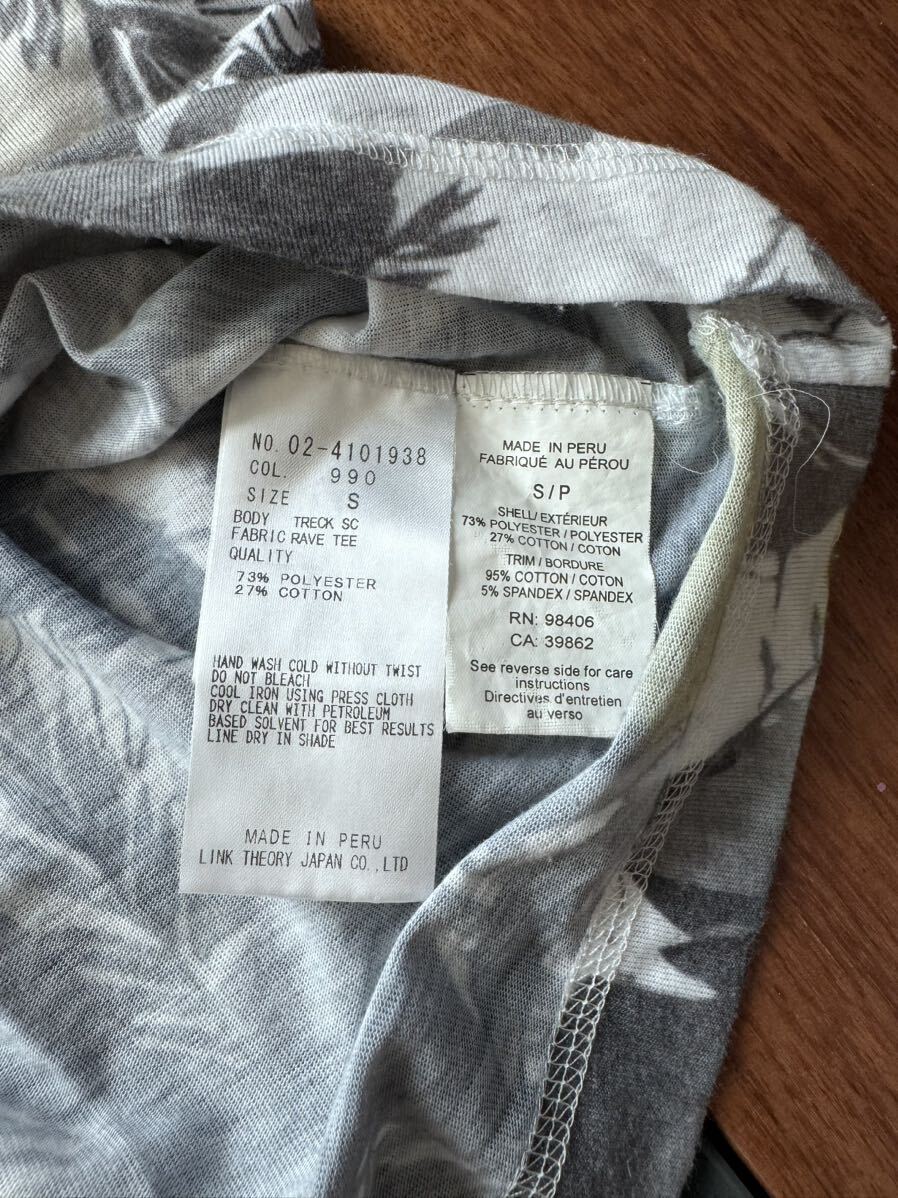 NO. 02-4101938
COL. 990
SIZE S
BODY TRECK SC
FABRIC RAVE TEE
QUALITY
73% POLYESTER
27% COTTON
HAND WASH COLD WITHOUT TWIST
DO NOT BLEACH
COOL IRON USING PRESS CLOTH
DRY CLEAN WITH PETROLEUM
BASED SOLVENT FOR BEST RESULTS
LINE DRY IN SHADE
MADE IN PERU
LINK THEORY JAPAN CO.,LTD
MADE IN PERU
FABRIQUÉ AU PÉROU
S/P
SHELL/EXTÉRIEUR
73% POLYESTER/POLYESTER
27% COTTON/COTON
TRIM/BORDURE
95% COTTON/COTON
5% SPANDEX/SPANDEX
RN: 98406
CA: 39862
See reverse side for care
instructions
Directives d'entretien
au verso